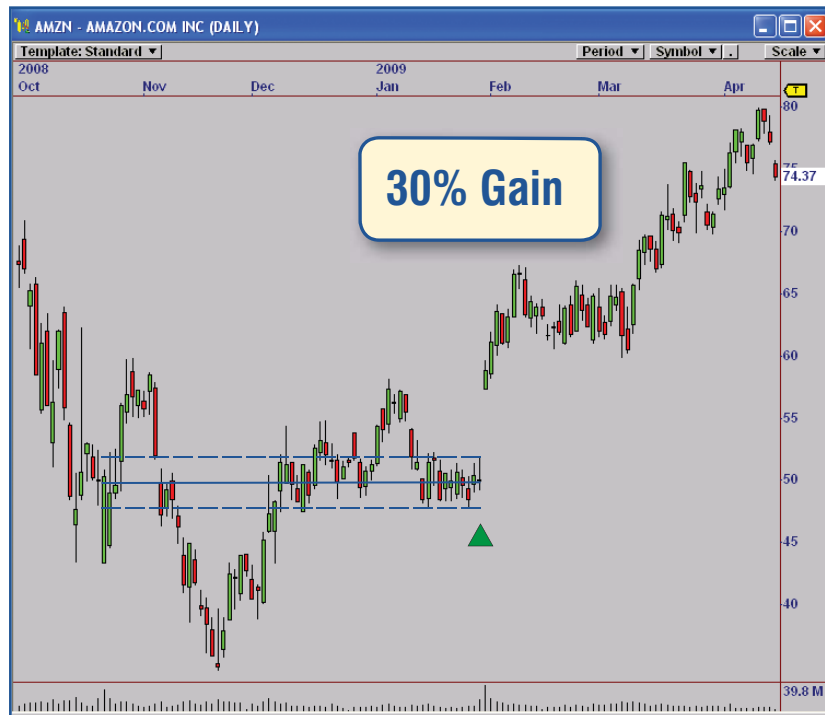 AMZN - AMAZON.COM INC (DAILY)
Template: Standard Period Symbol . Scale
2008 2009
Oct Nov Dec Jan Feb Mar Apr
T
80
30% Gain
75
74.37
70
65
60
55
50
45
40
39.8 M